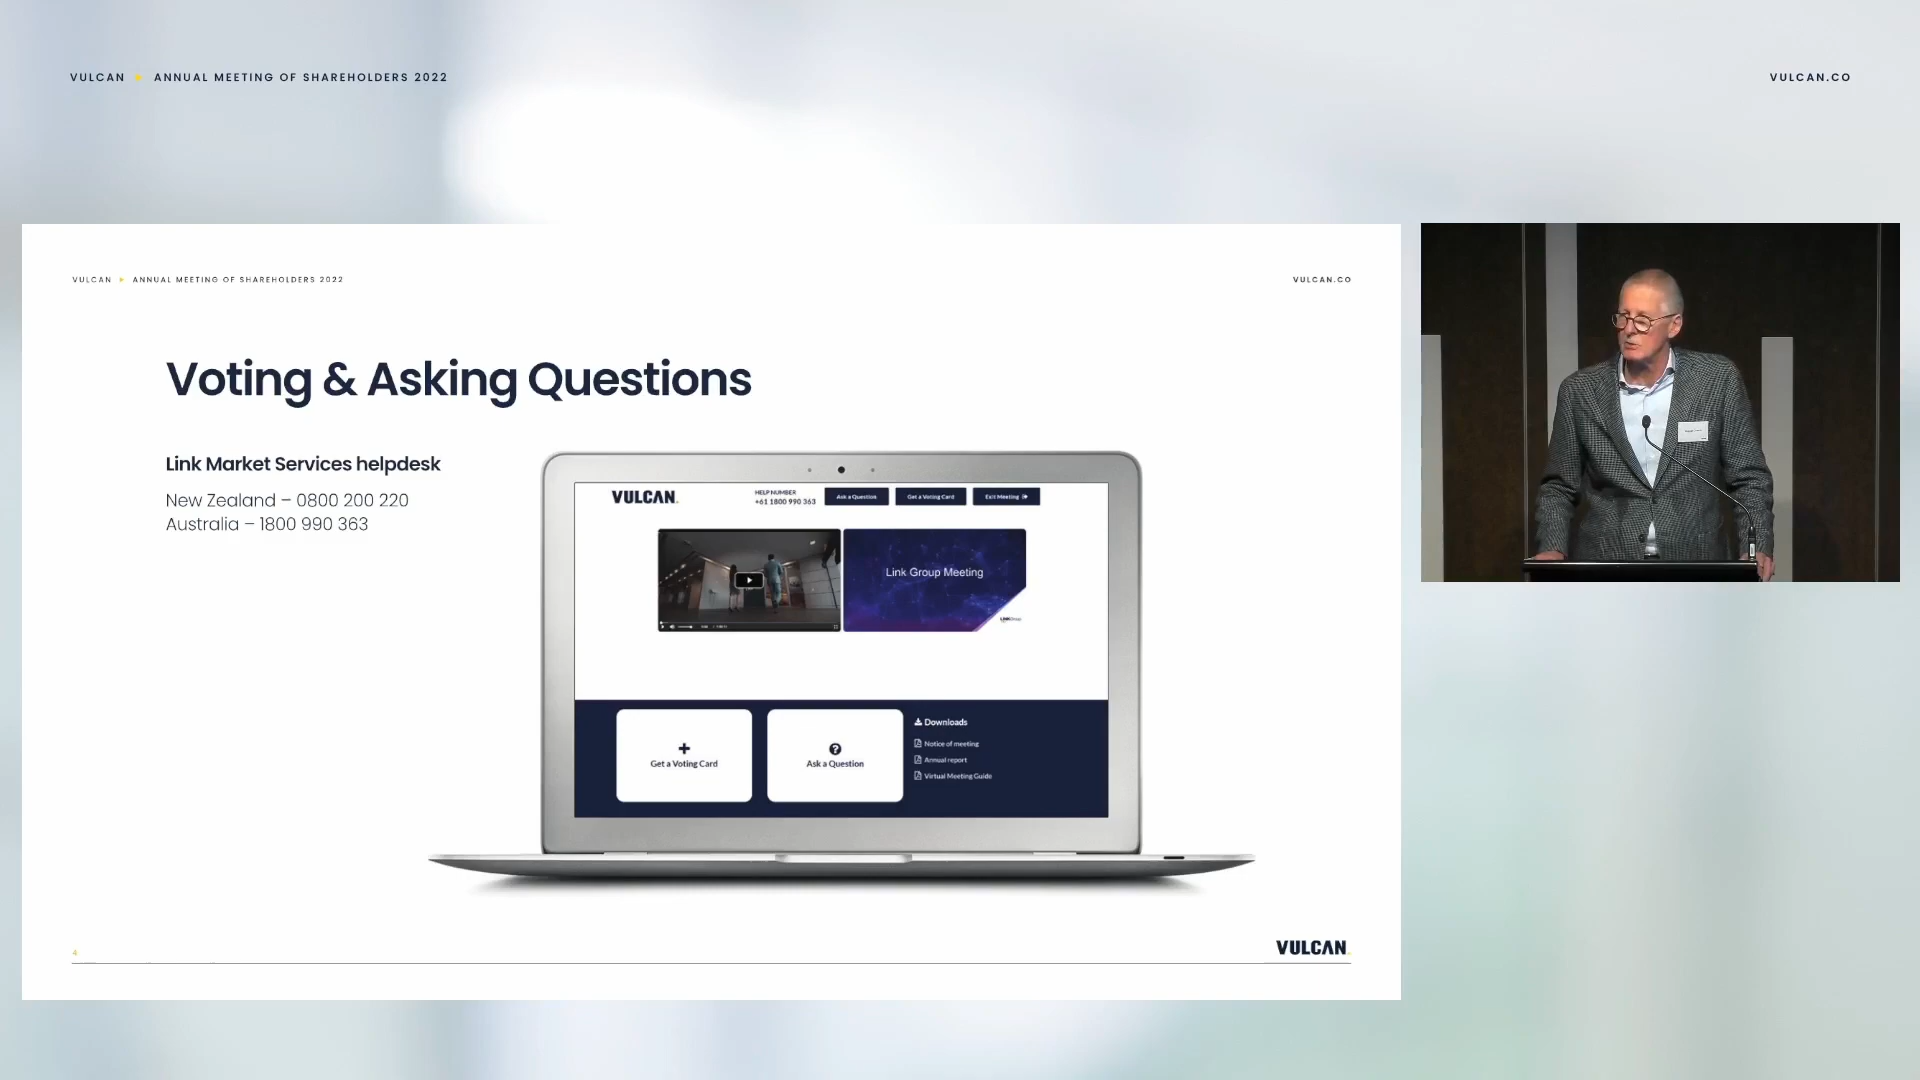 VULCAN ANNUAL MEETING OF SHAREHOLDERS 2022
VULCAN.CO
VULCAN ANNUAL MEETING OF SHAREHOLDERS 2022
VULCAN.CO
Voting & Asking Questions
Link Market Services helpdesk
New Zealand – 0800 200 220
Australia – 1800 990 363
VULCAN.
HELP NUMBER
+61 1800 990 363
Ask a Question
Get a Voting Card
Exit Meeting
Link Group Meeting
LINKGroup
Get a Voting Card
Ask a Question
Downloads
Notice of meeting
Annual report
Virtual Meeting Guide
4
VULCAN.